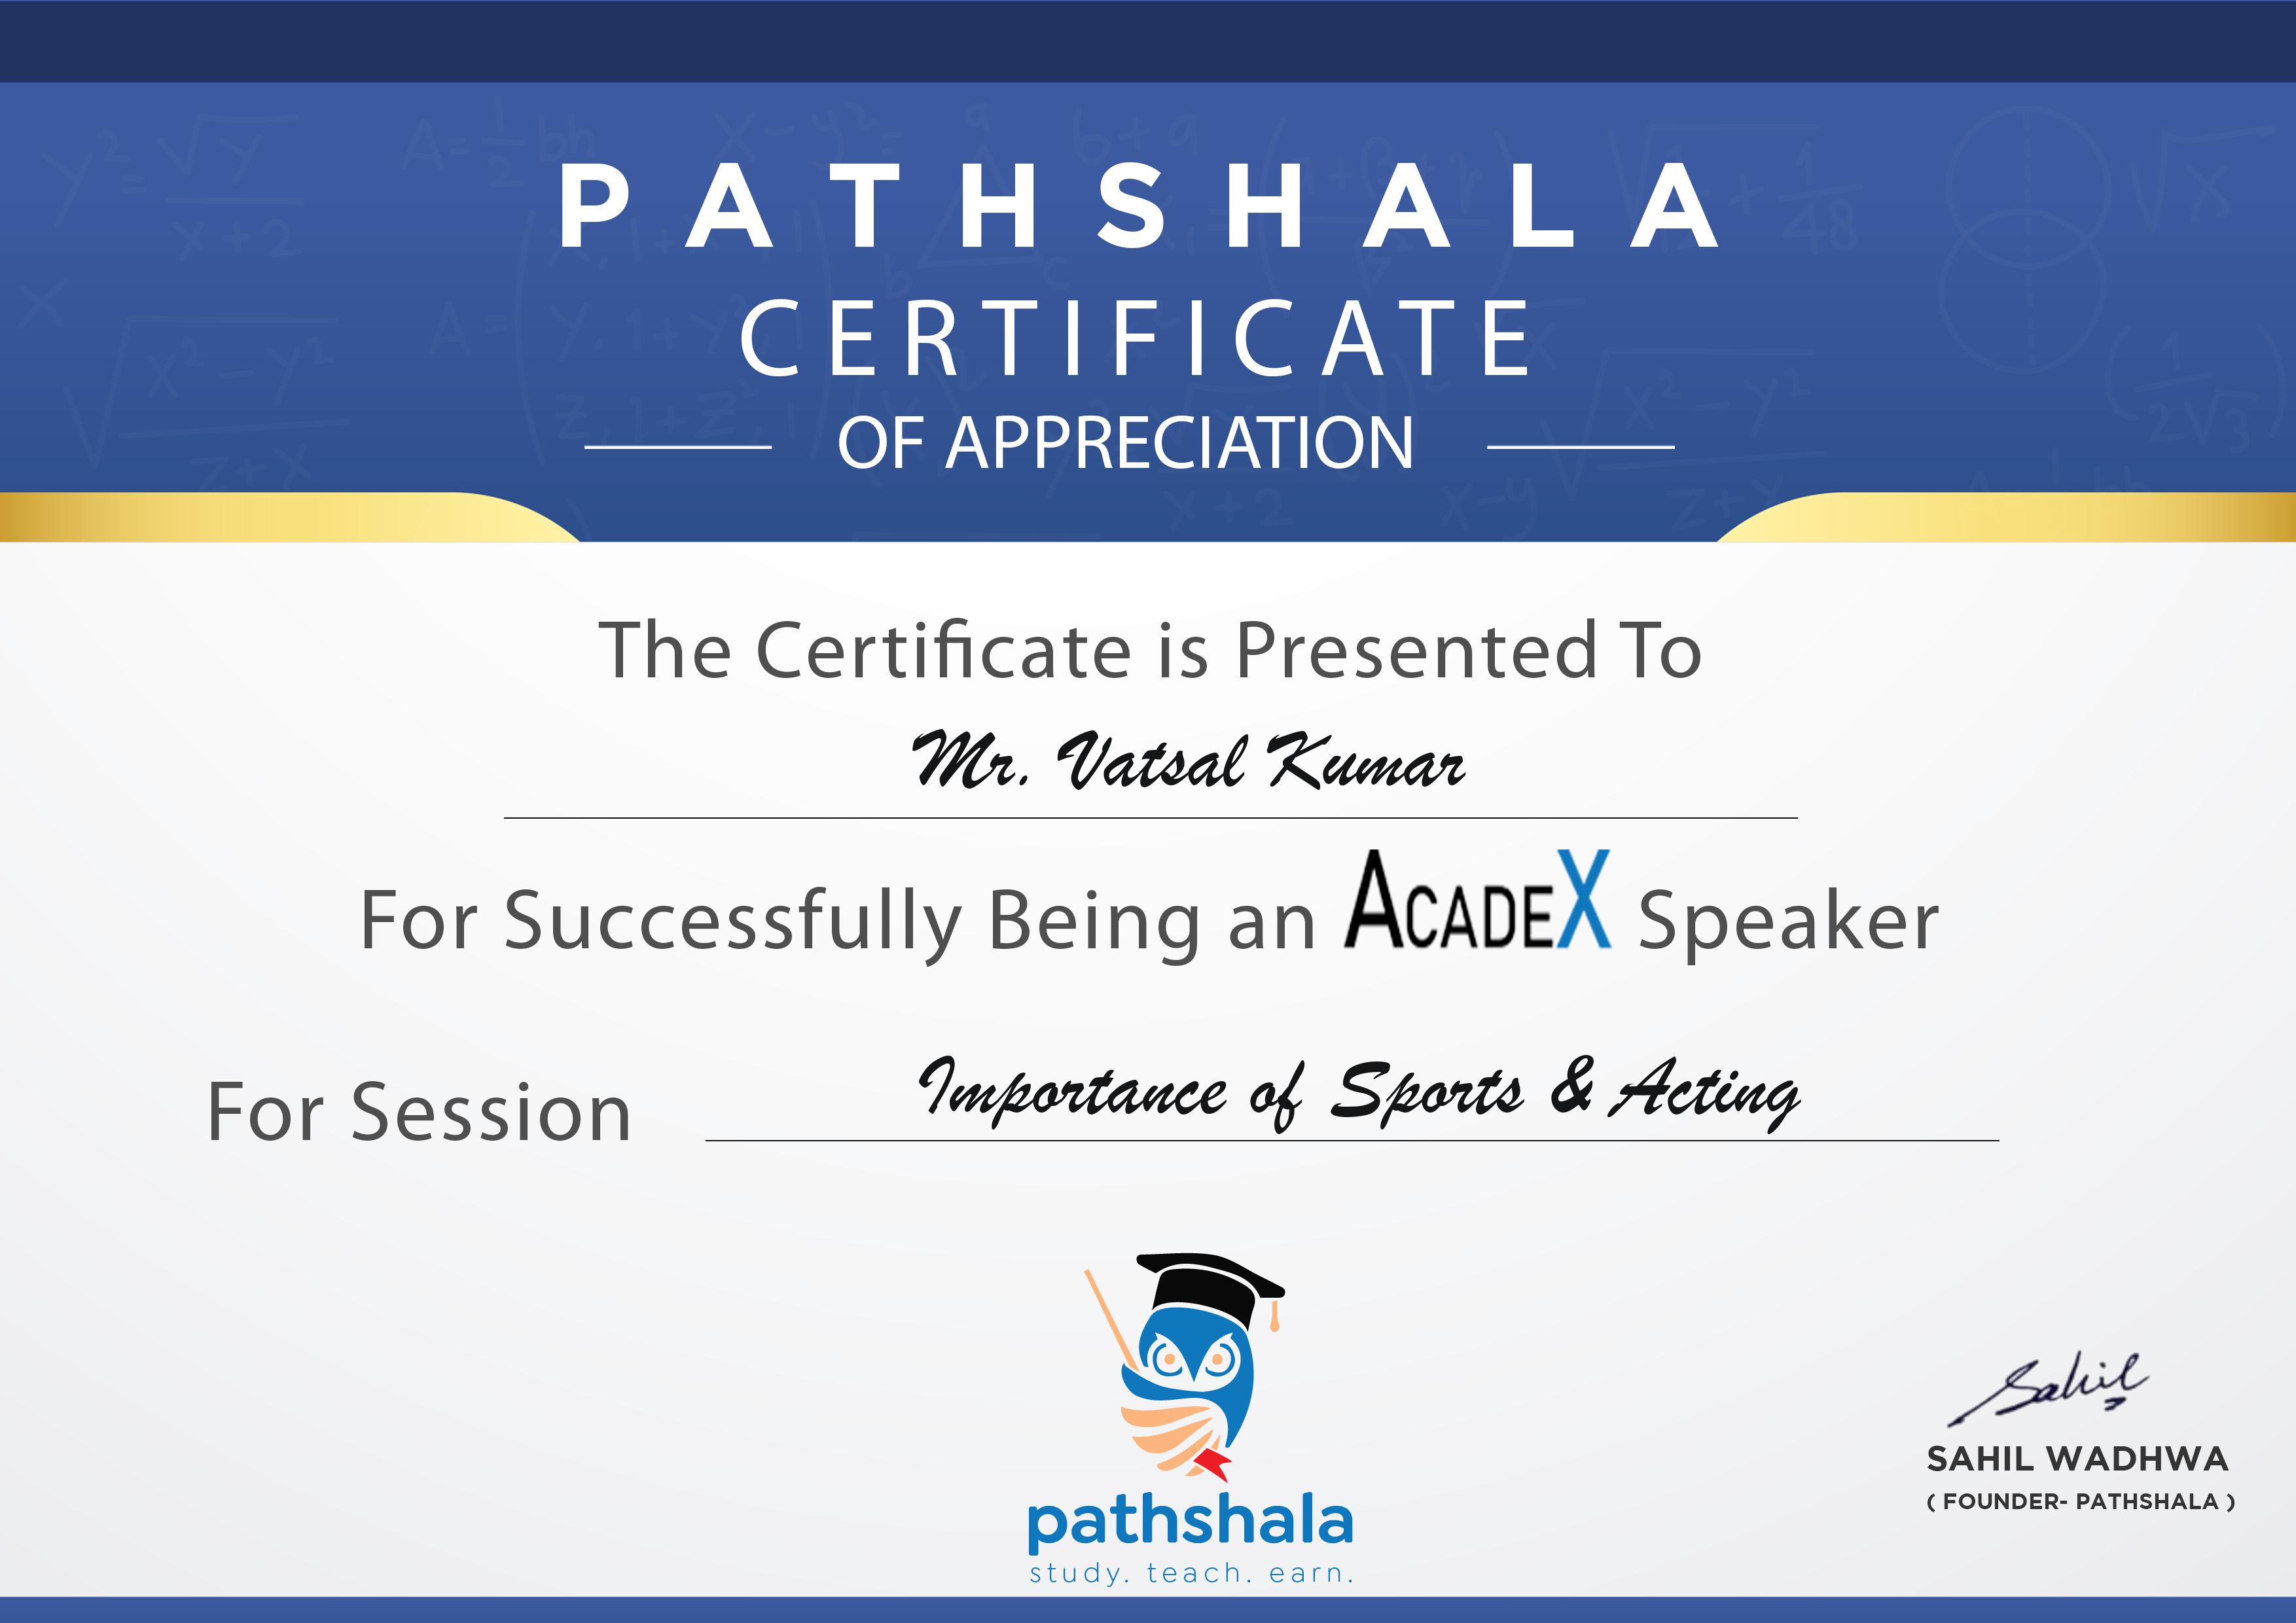 PATHSHALA
CERTIFICATE
OF APPRECIATION
The Certificate is Presented To
Mr. Vatsal Kumar
For Successfully Being an ACADEX Speaker
For Session Importance of Sports & Acting
Sahil
SAHIL WADHWA
( FOUNDER- PATHSHALA )
pathshala
study. teach. earn.